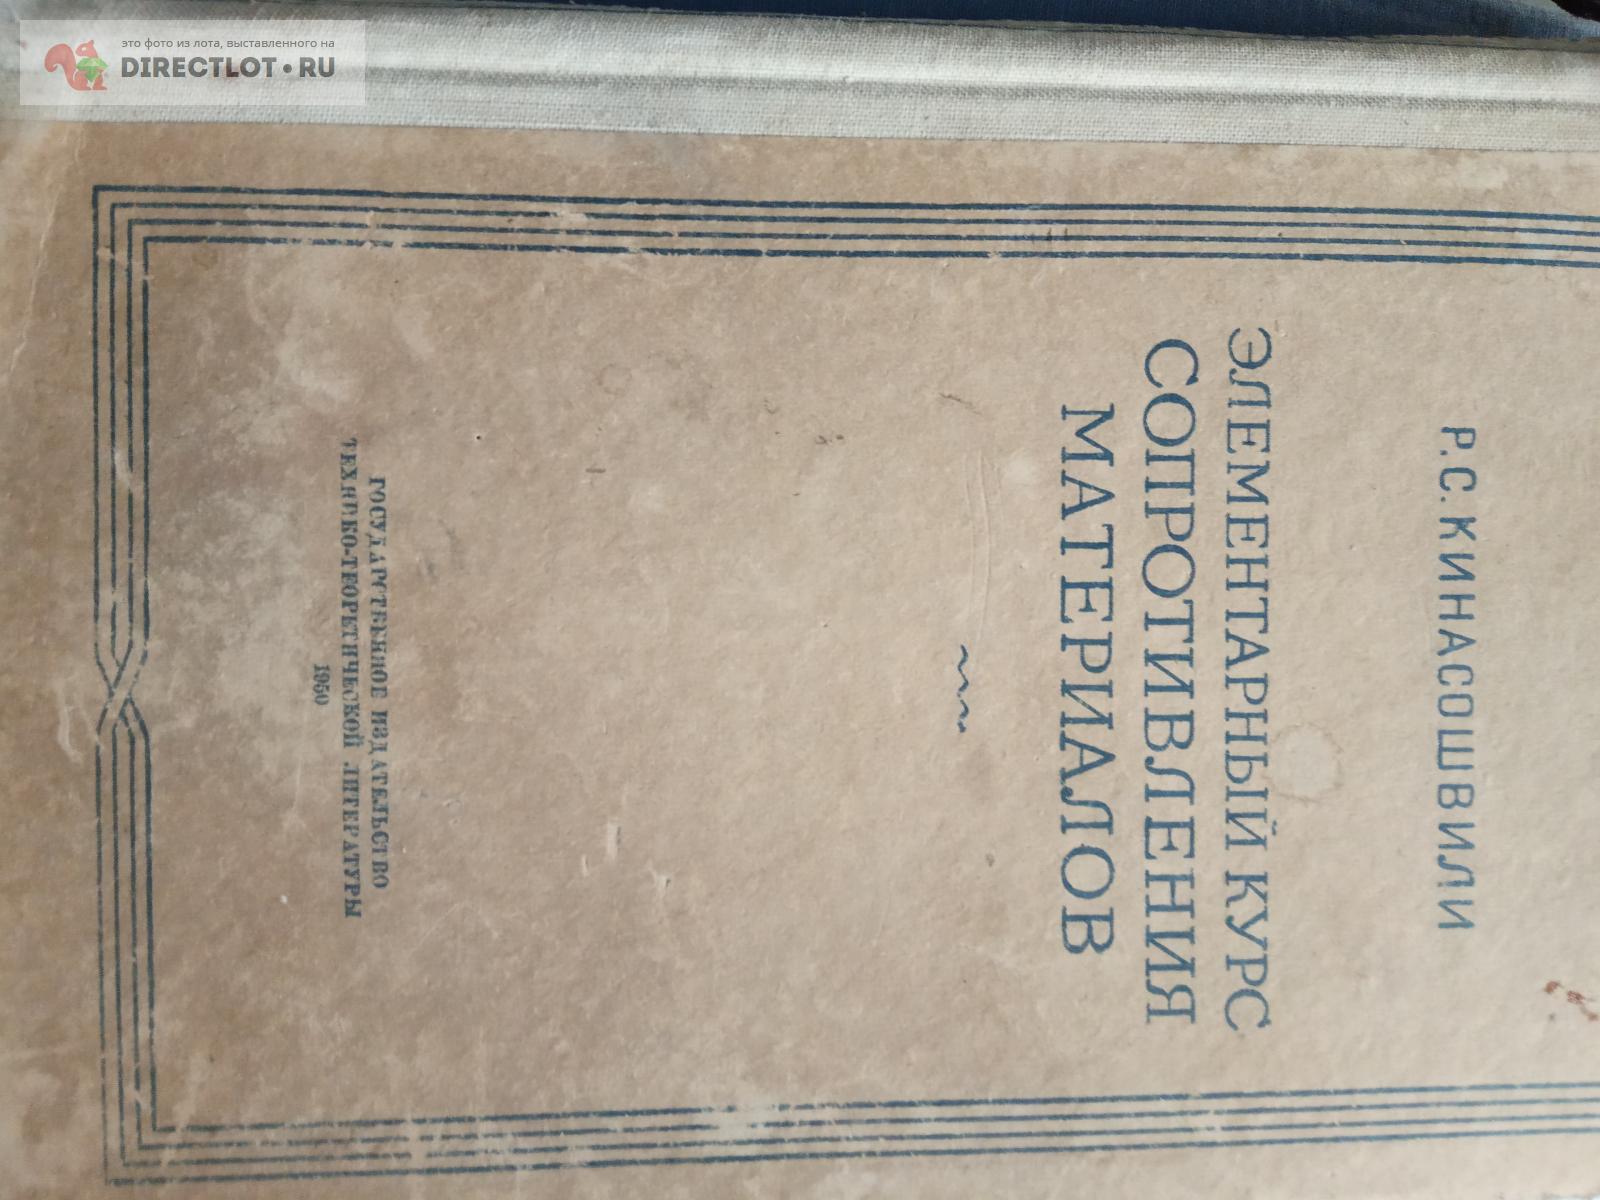 это фото из лота, выставленного на
DIRECTLOT•RU
Р.С. КИНАСОШВИЛИ
ЭЛЕМЕНТАРНЫЙ КУРС
СОПРОТИВЛЕНИЯ
МАТЕРИАЛОВ
ГОСУДАРСТВЕННОЕ ИЗДАТЕЛЬСТВО
ТЕХНИКО-ТЕОРЕТИЧЕСКОЙ ЛИТЕРАТУРЫ
1950